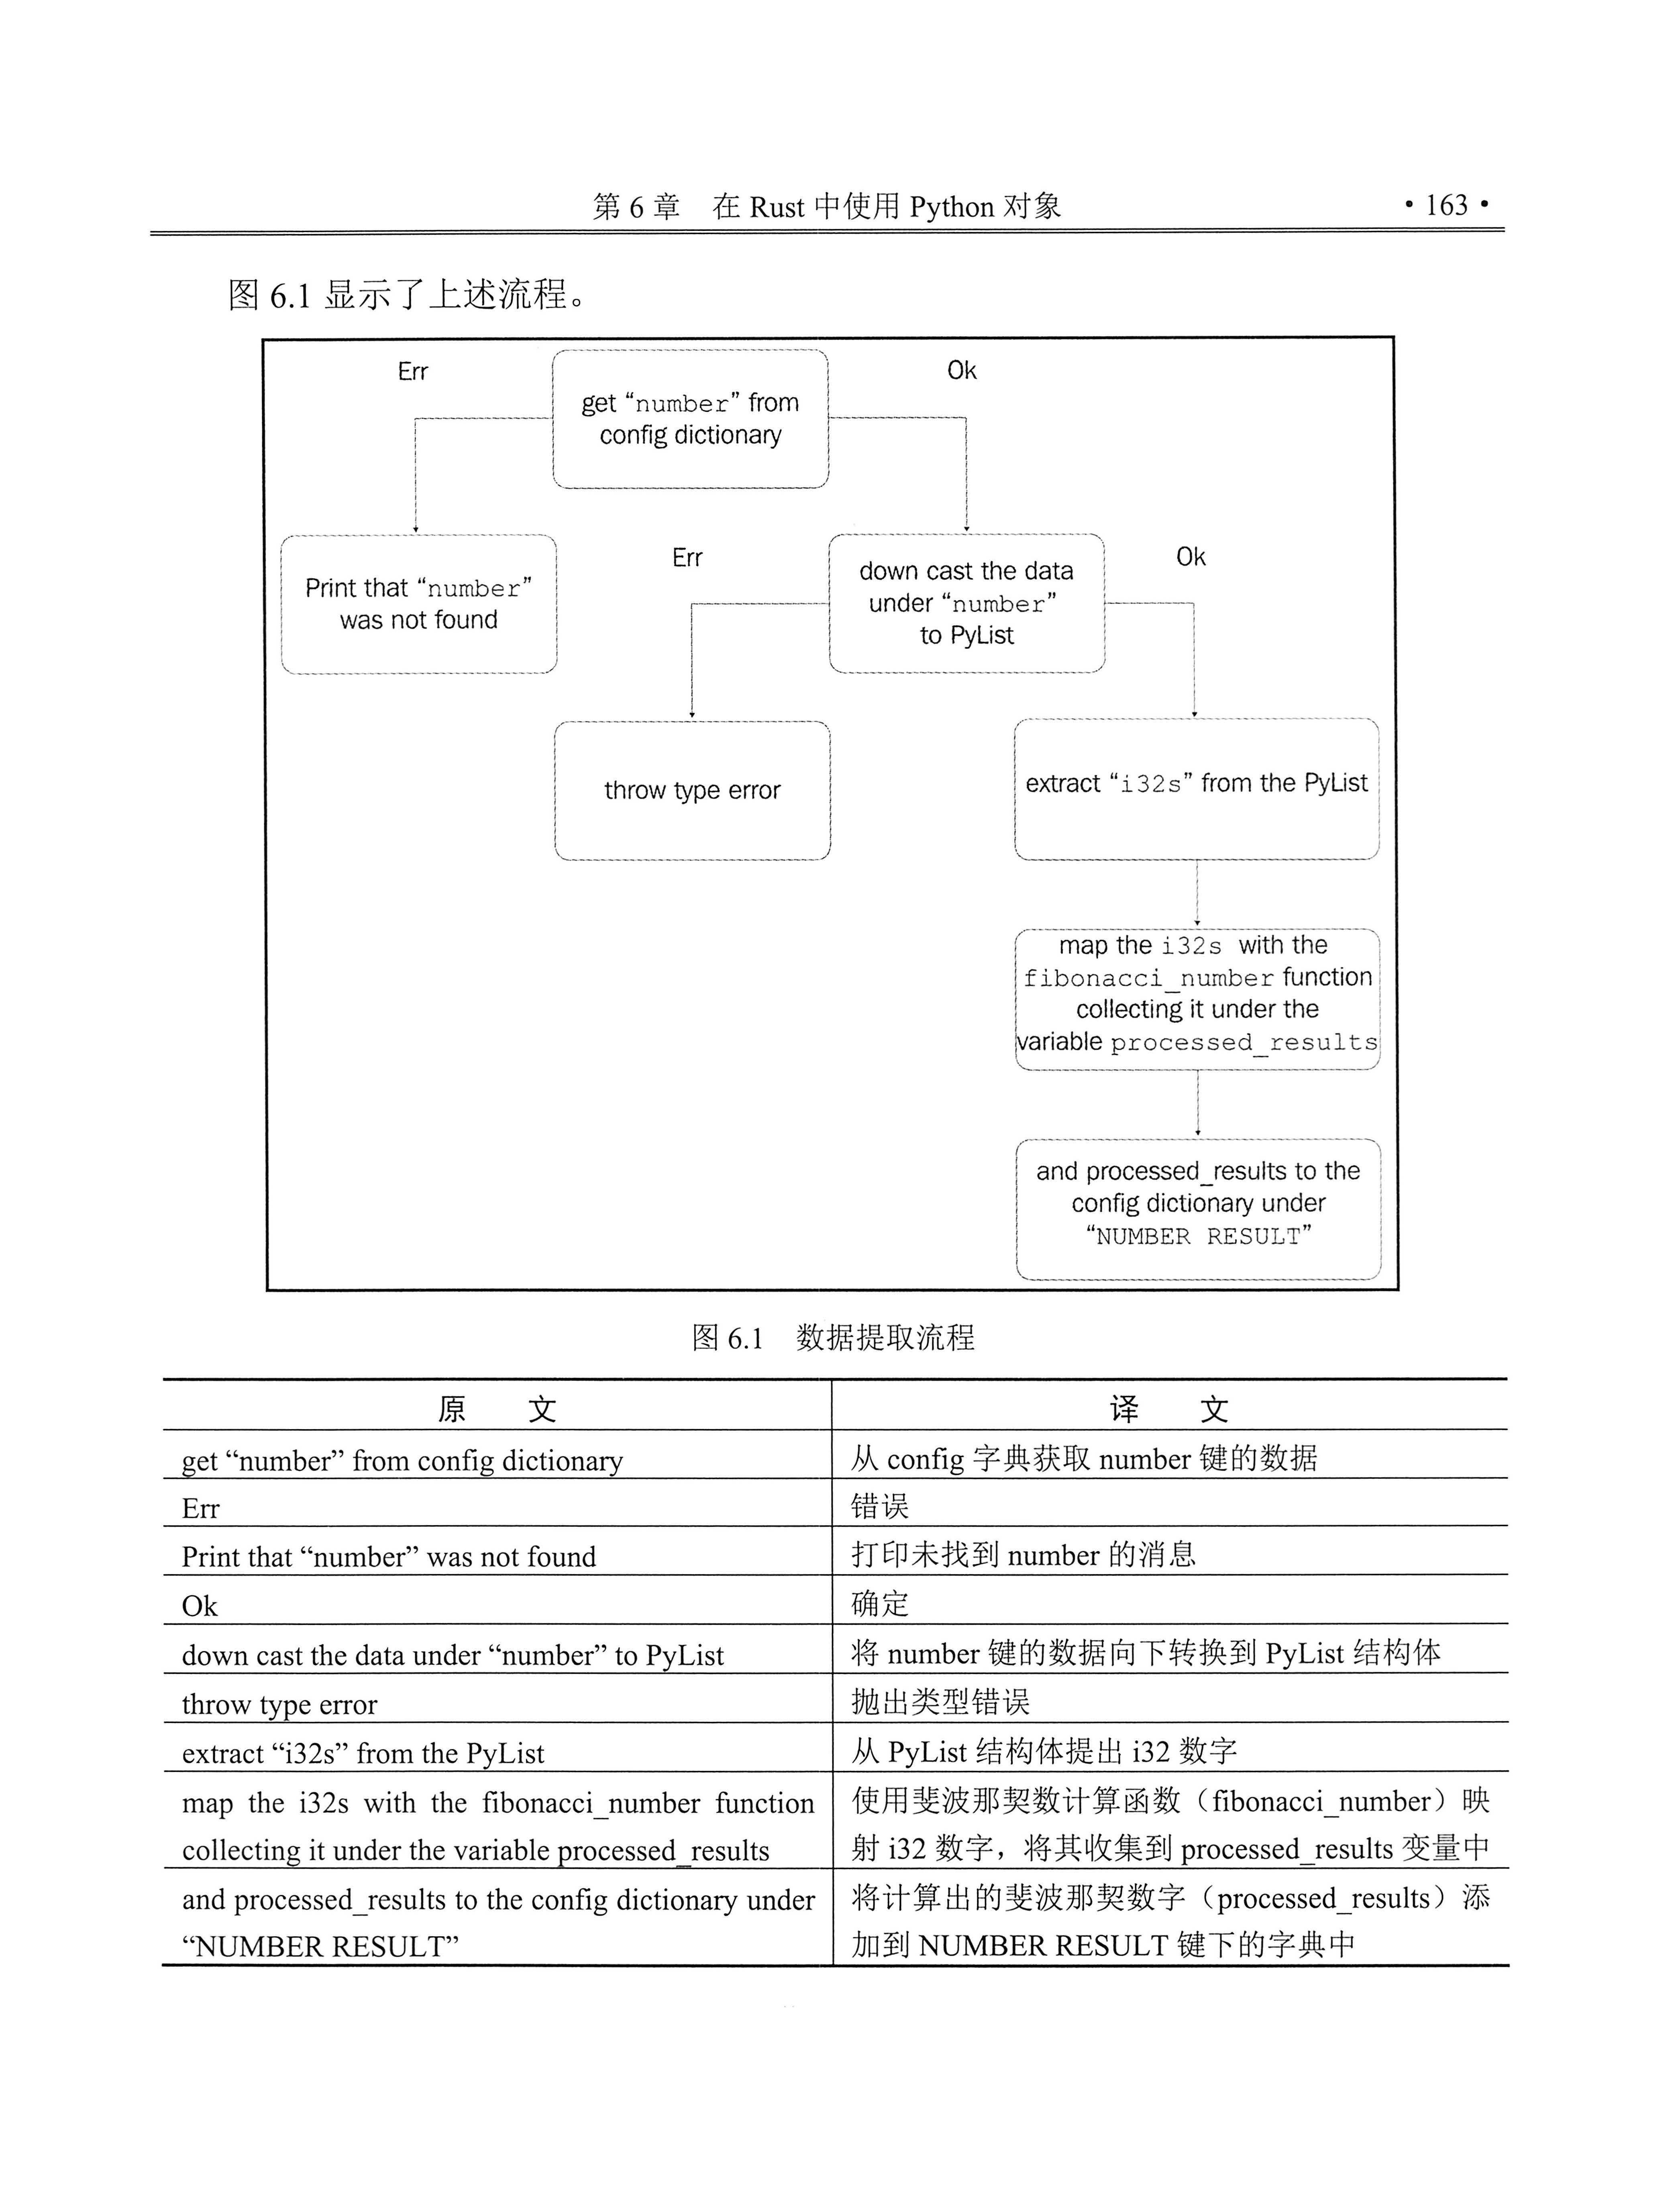 第 6 章　在 Rust 中使用 Python 对象
• 163 •
图 6.1 显示了上述流程。
Err
Ok
get “number” from
config dictionary
Print that “number”
was not found
Err
Ok
down cast the data
under “number”
to PyList
throw type error
extract “i32s” from the PyList
map the i32s with the
fibonacci_number function
collecting it under the
variable processed_results
and processed_results to the
config dictionary under
“NUMBER RESULT”
图 6.1　数据提取流程
原　文
译　文
get “number” from config dictionary
从 config 字典获取 number 键的数据
Err
错误
Print that “number” was not found
打印未找到 number 的消息
Ok
确定
down cast the data under “number” to PyList
将 number 键的数据向下转换到 PyList 结构体
throw type error
抛出类型错误
extract “i32s” from the PyList
从 PyList 结构体提出 i32 数字
map the i32s with the fibonacci_number function
collecting it under the variable processed_results
使用斐波那契数计算函数（fibonacci_number）映
射 i32 数字，将其收集到 processed_results 变量中
and processed_results to the config dictionary under
“NUMBER RESULT”
将计算出的斐波那契数字（processed_results）添
加到 NUMBER RESULT 键下的字典中